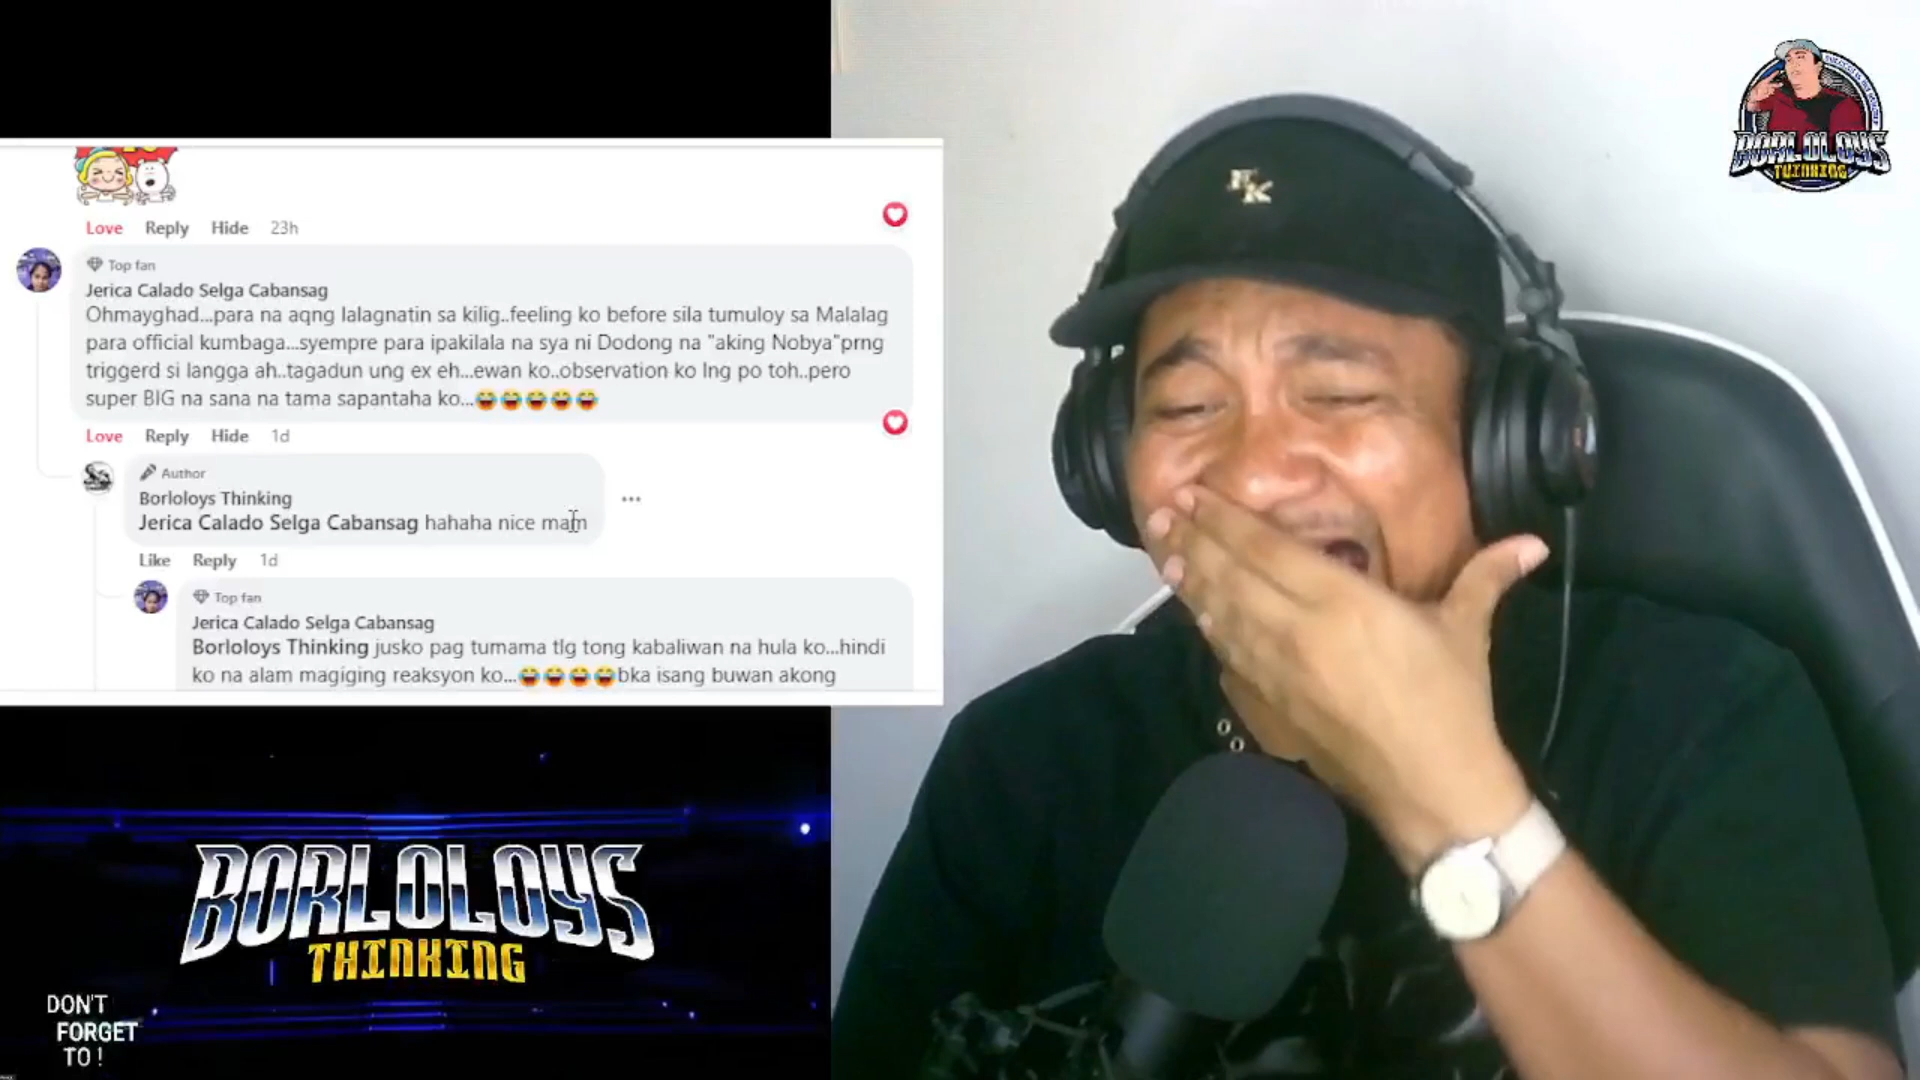 Love Reply Hide 23h
Top fan
Jerica Calado Selga Cabansag
Ohmayghad...para na aqng lalagnatin sa kilig..feeling ko before sila tumuloy sa Malalag
para official kumbaga...syempre para ipakilala na sya ni Dodong na "aking Nobya"prng
triggerd si langga ah..tagadun ung ex eh...ewan ko..observation ko lng po toh..pero
super BIG na sana na tama sapantaha ko...😂😂😂😂😂
Love Reply Hide 1d
Author
Borloloys Thinking
Jerica Calado Selga Cabansag hahaha nice mam
Like Reply 1d
Top fan
Jerica Calado Selga Cabansag
Borloloys Thinking jusko pag tumama tlg tong kabaliwan na hula ko...hindi
ko na alam magiging reaksyon ko...😂😂😂😂bka isang buwan akong
BORLOLOYS
THINKING
DON'T
FORGET
TO !
FK
BORLOLOYS
THINKING